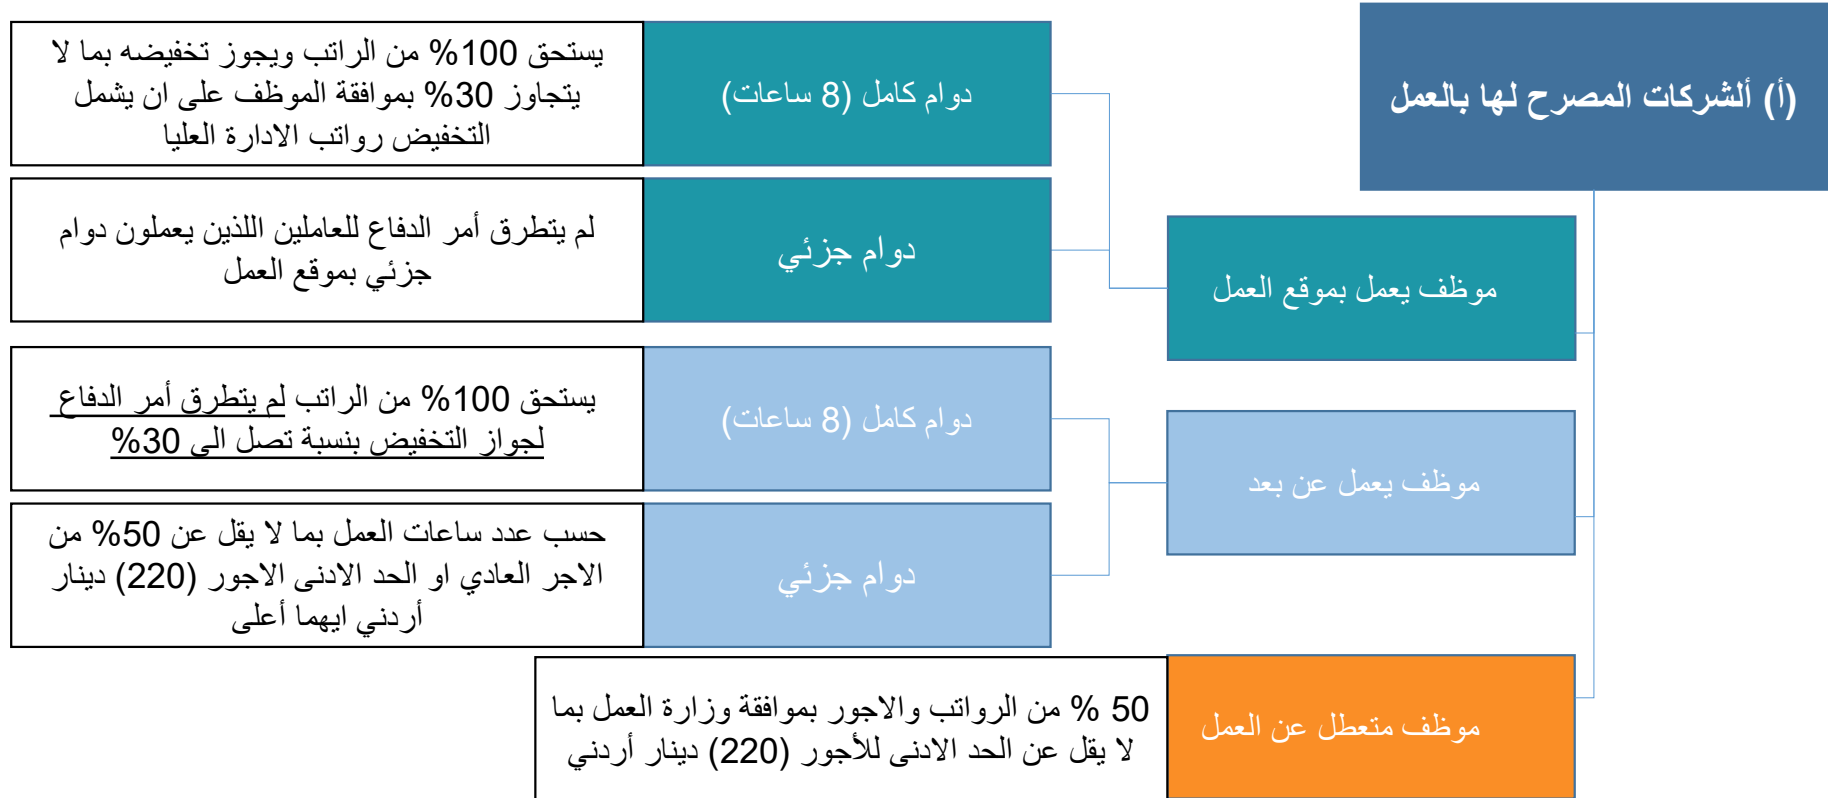 (أ) ألشركات المصرح لها بالعمل
موظف يعمل بموقع العمل
دوام كامل (8 ساعات)
يستحق 100% من الراتب ويجوز تخفيضه بما لا
يتجاوز 30% بموافقة الموظف على ان يشمل
التخفيض رواتب الادارة العليا
دوام جزئي
لم يتطرق أمر الدفاع للعاملين اللذين يعملون دوام
جزئي بموقع العمل
موظف يعمل عن بعد
دوام كامل (8 ساعات)
يستحق 100% من الراتب لم يتطرق أمر الدفاع
لجواز التخفيض بنسبة تصل الى 30%
دوام جزئي
حسب عدد ساعات العمل بما لا يقل عن 50% من
الاجر العادي او الحد الادنى الاجور (220) دينار
أردني ايهما أعلى
موظف متعطل عن العمل
50 % من الرواتب والاجور بموافقة وزارة العمل بما
لا يقل عن الحد الادنى للأجور (220) دينار أردني